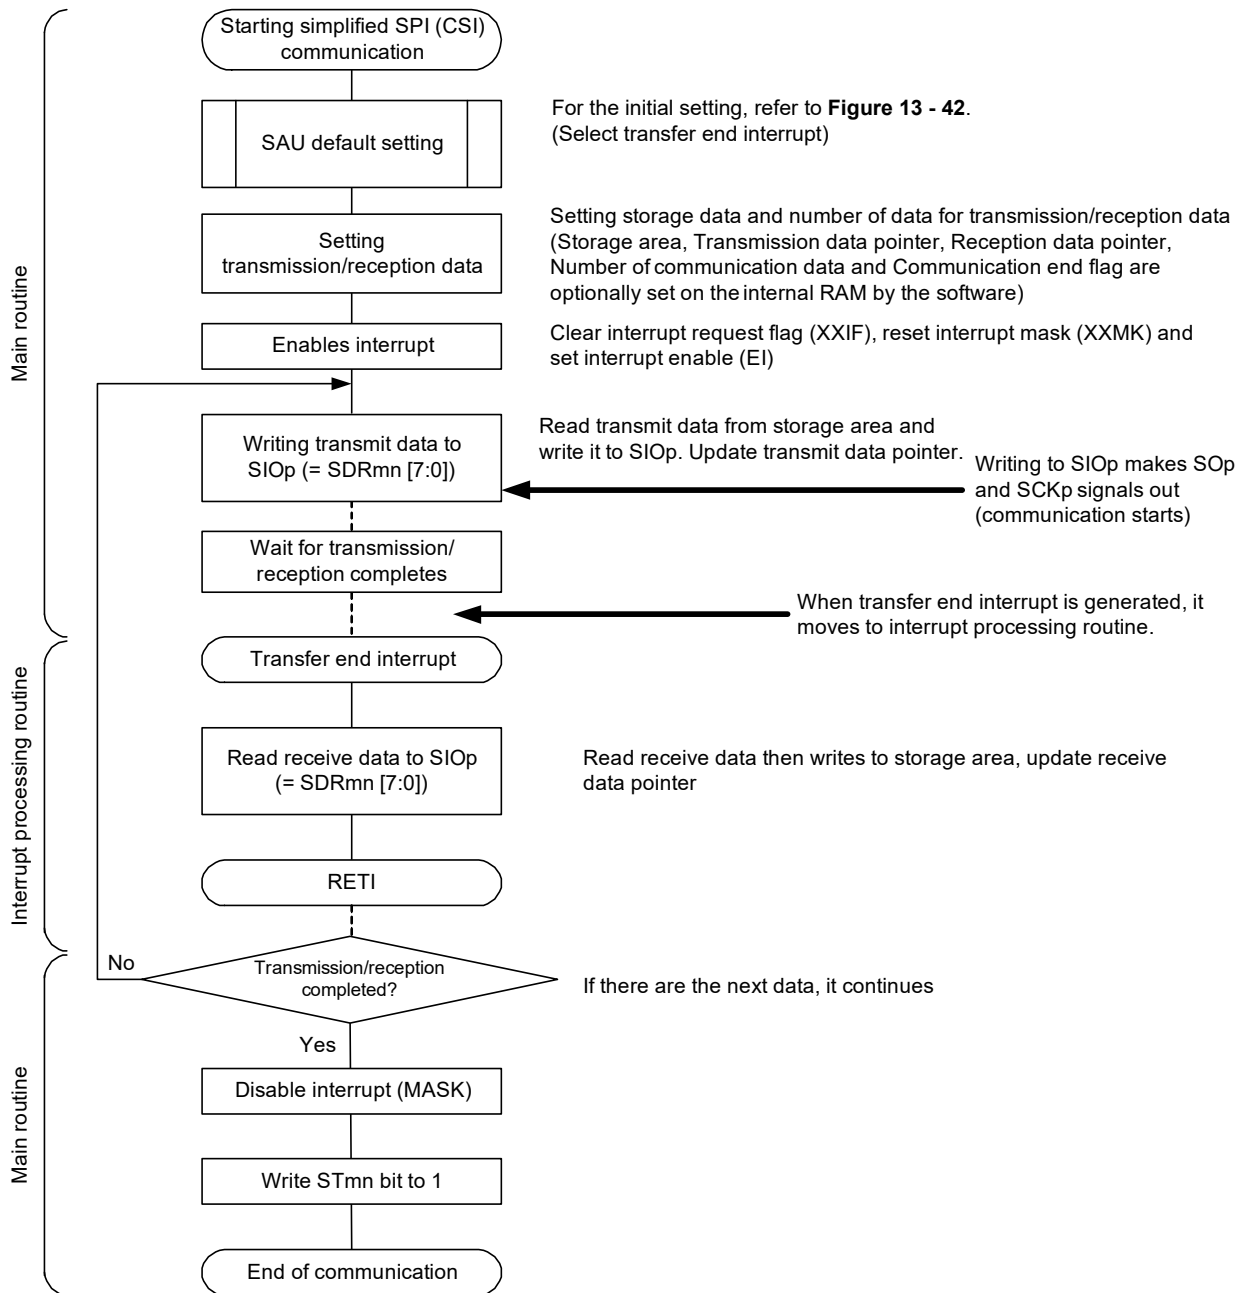 Starting simplified SPI (CSI)
communication
SAU default setting
For the initial setting, refer to Figure 13 - 42.
(Select transfer end interrupt)
Setting
transmission/reception data
Setting storage data and number of data for transmission/reception data
(Storage area, Transmission data pointer, Reception data pointer,
Number of communication data and Communication end flag are
optionally set on the internal RAM by the software)
Main routine
Enables interrupt
Clear interrupt request flag (XXIF), reset interrupt mask (XXMK) and
set interrupt enable (EI)
Writing transmit data to
SIOp (= SDRmn [7:0])
Read transmit data from storage area and
write it to SIOp. Update transmit data pointer.
Writing to SIOp makes SOp
and SCKp signals out
(communication starts)
Wait for transmission/
reception completes
When transfer end interrupt is generated, it
moves to interrupt processing routine.
Transfer end interrupt
Interrupt processing routine
Read receive data to SIOp
(= SDRmn [7:0])
Read receive data then writes to storage area, update receive
data pointer
RETI
No
Transmission/reception
completed?
If there are the next data, it continues
Yes
Main routine
Disable interrupt (MASK)
Write STmn bit to 1
End of communication